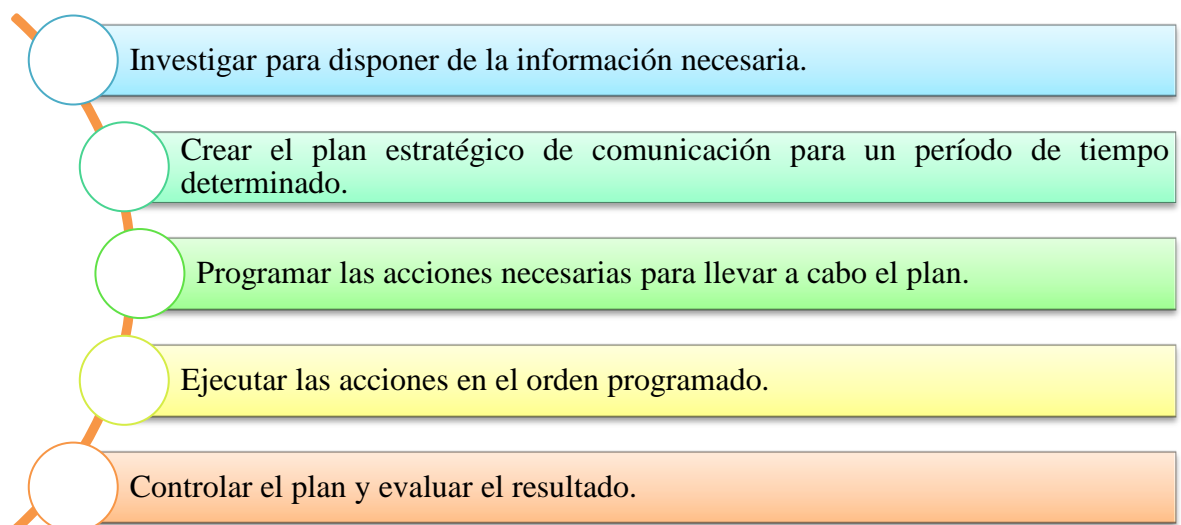 Investigar para disponer de la información necesaria.
Crear el plan estratégico de comunicación para un período de tiempo
determinado.
Programar las acciones necesarias para llevar a cabo el plan.
Ejecutar las acciones en el orden programado.
Controlar el plan y evaluar el resultado.